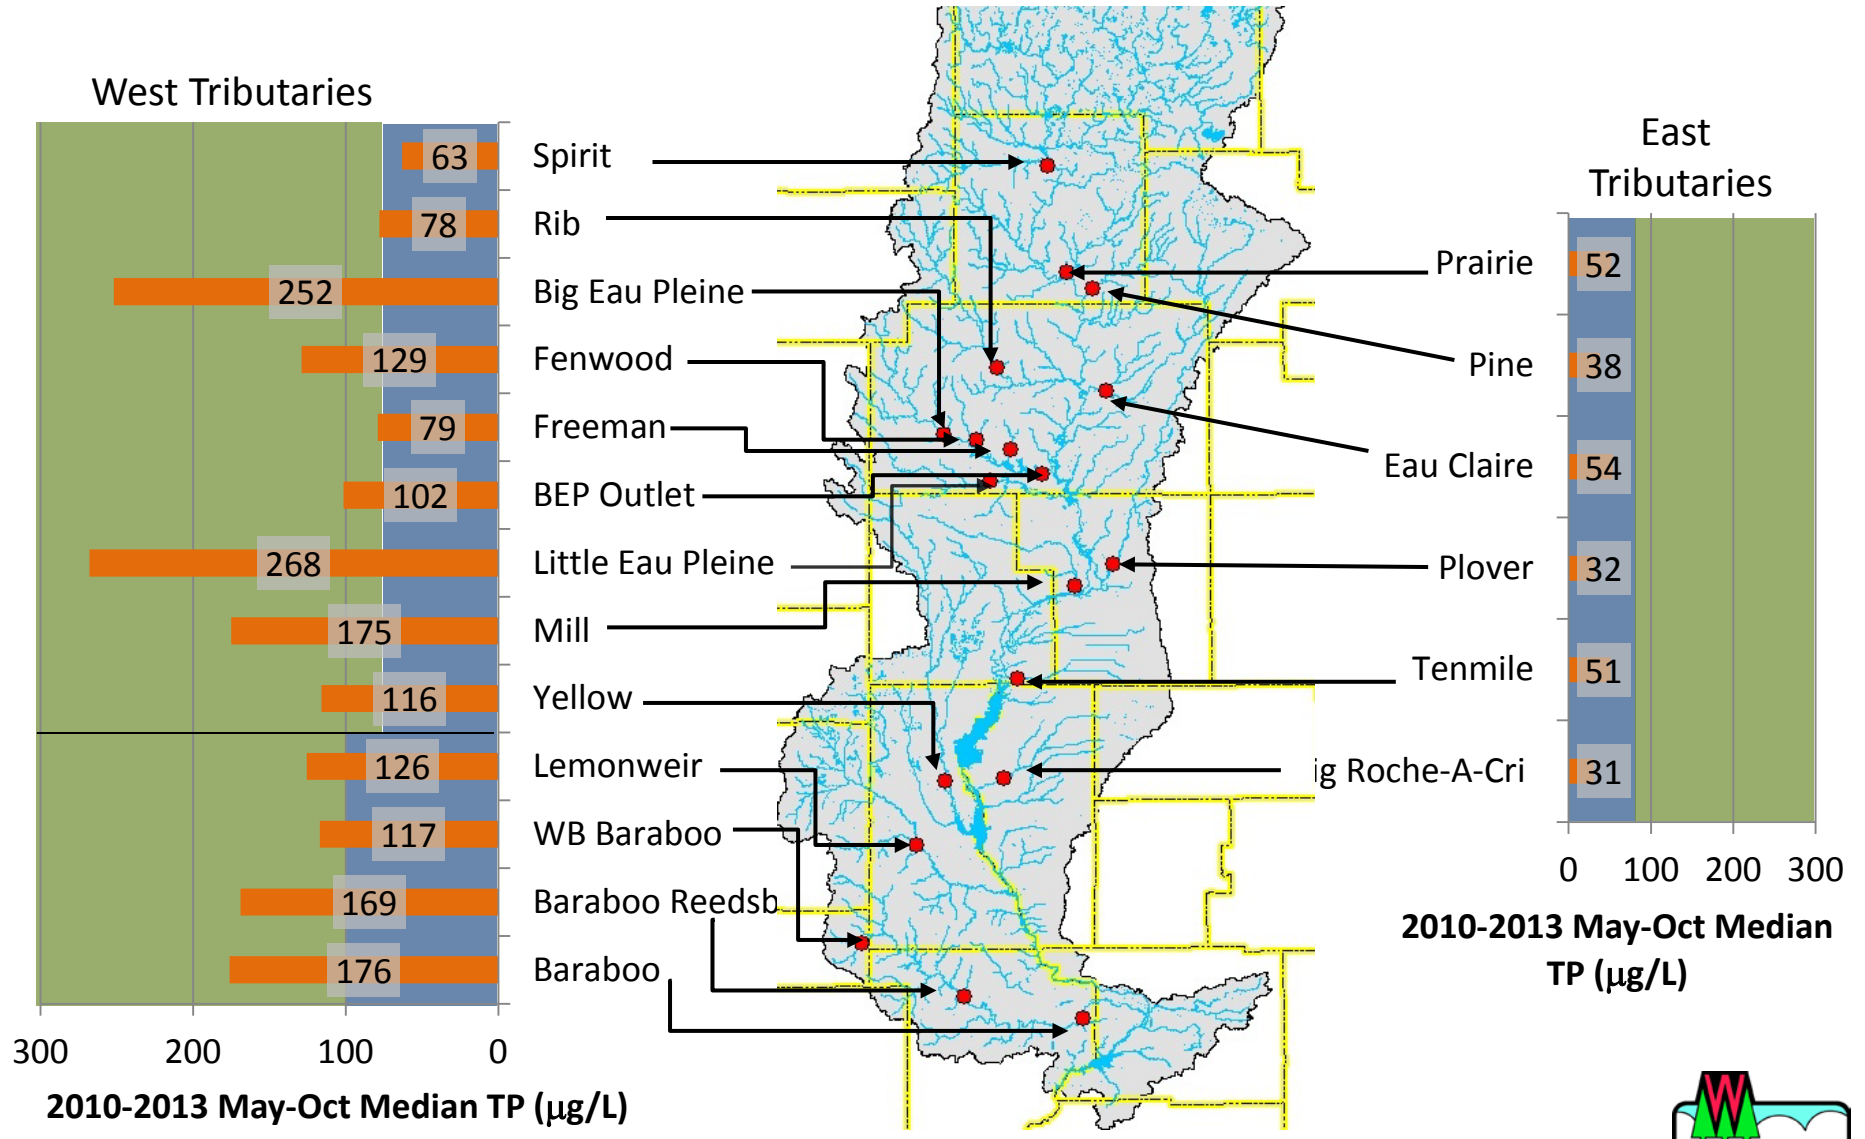 West Tributaries
63
78
252
129
79
102
268
175
116
126
117
169
176
300 200 100 0
2010-2013 May-Oct Median TP (µg/L)
Spirit
Rib
Big Eau Pleine
Fenwood
Freeman
BEP Outlet
Little Eau Pleine
Mill
Yellow
Lemonweir
WB Baraboo
Baraboo Reedsb
Baraboo
Prairie
Pine
Eau Claire
Plover
Tenmile
ig Roche-A-Cri
East
Tributaries
52
38
54
32
51
31
0 100 200 300
2010-2013 May-Oct Median
TP (µg/L)
W